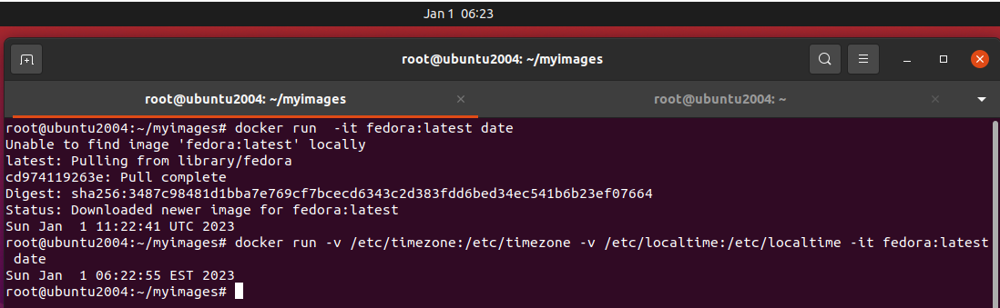 Jan 1 06:23
root@ubuntu2004: ~/myimages
root@ubuntu2004: ~/myimages
root@ubuntu2004: ~
root@ubuntu2004:~/myimages# docker run  -it fedora:latest date
Unable to find image 'fedora:latest' locally
latest: Pulling from library/fedora
cd974119263e: Pull complete
Digest: sha256:3487c98481d1bba7e769cf7bcecd6343c2d383fdd6bed34ec541b6b23ef07664
Status: Downloaded newer image for fedora:latest
Sun Jan  1 11:22:41 UTC 2023
root@ubuntu2004:~/myimages# docker run -v /etc/timezone:/etc/timezone -v /etc/localtime:/etc/localtime -it fedora:latest
 date
Sun Jan  1 06:22:55 EST 2023
root@ubuntu2004:~/myimages#